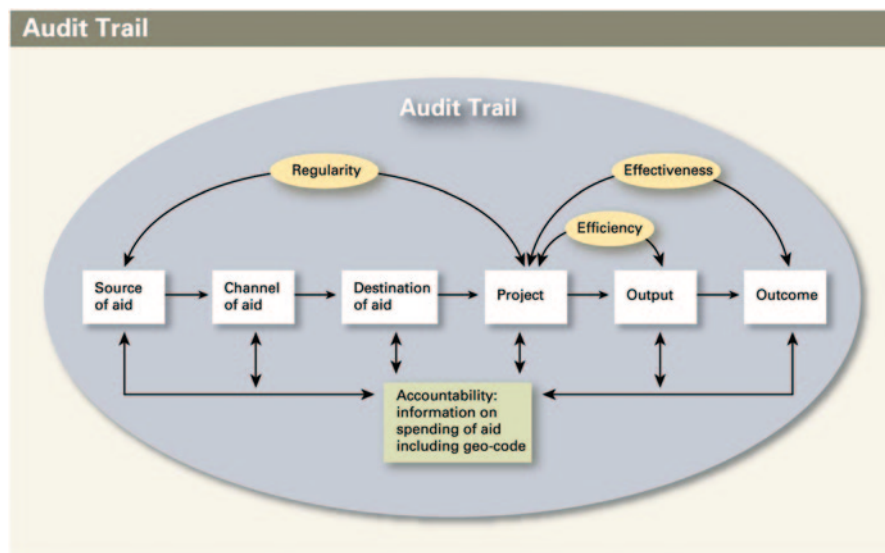 Audit Trail
Audit Trail
Regularity
Effectiveness
Efficiency
Source
of aid
Channel
of aid
Destination
of aid
Project
Output
Outcome
Accountability:
information on
spending of aid
including geo-code